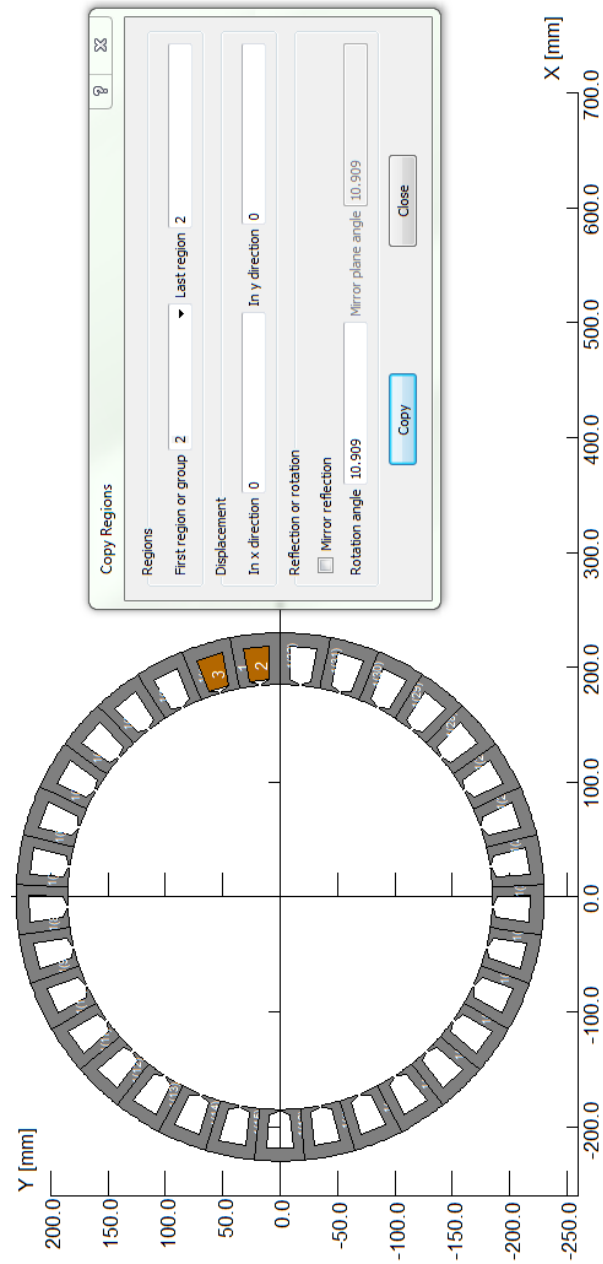 Copy Regions
Regions
First region or group 2 Last region 2
Displacement
In x direction 0 In y direction 0
Reflection or rotation
Mirror reflection
Rotation angle 10.909 Mirror plane angle 10.909
Copy Close
Y [mm]
200.0
150.0
100.0
50.0
0.0
-50.0
-100.0
-150.0
-200.0
-250.0
-200.0 -100.0 0.0 100.0 200.0 300.0 400.0 500.0 600.0 700.0
X [mm]
3
1
2